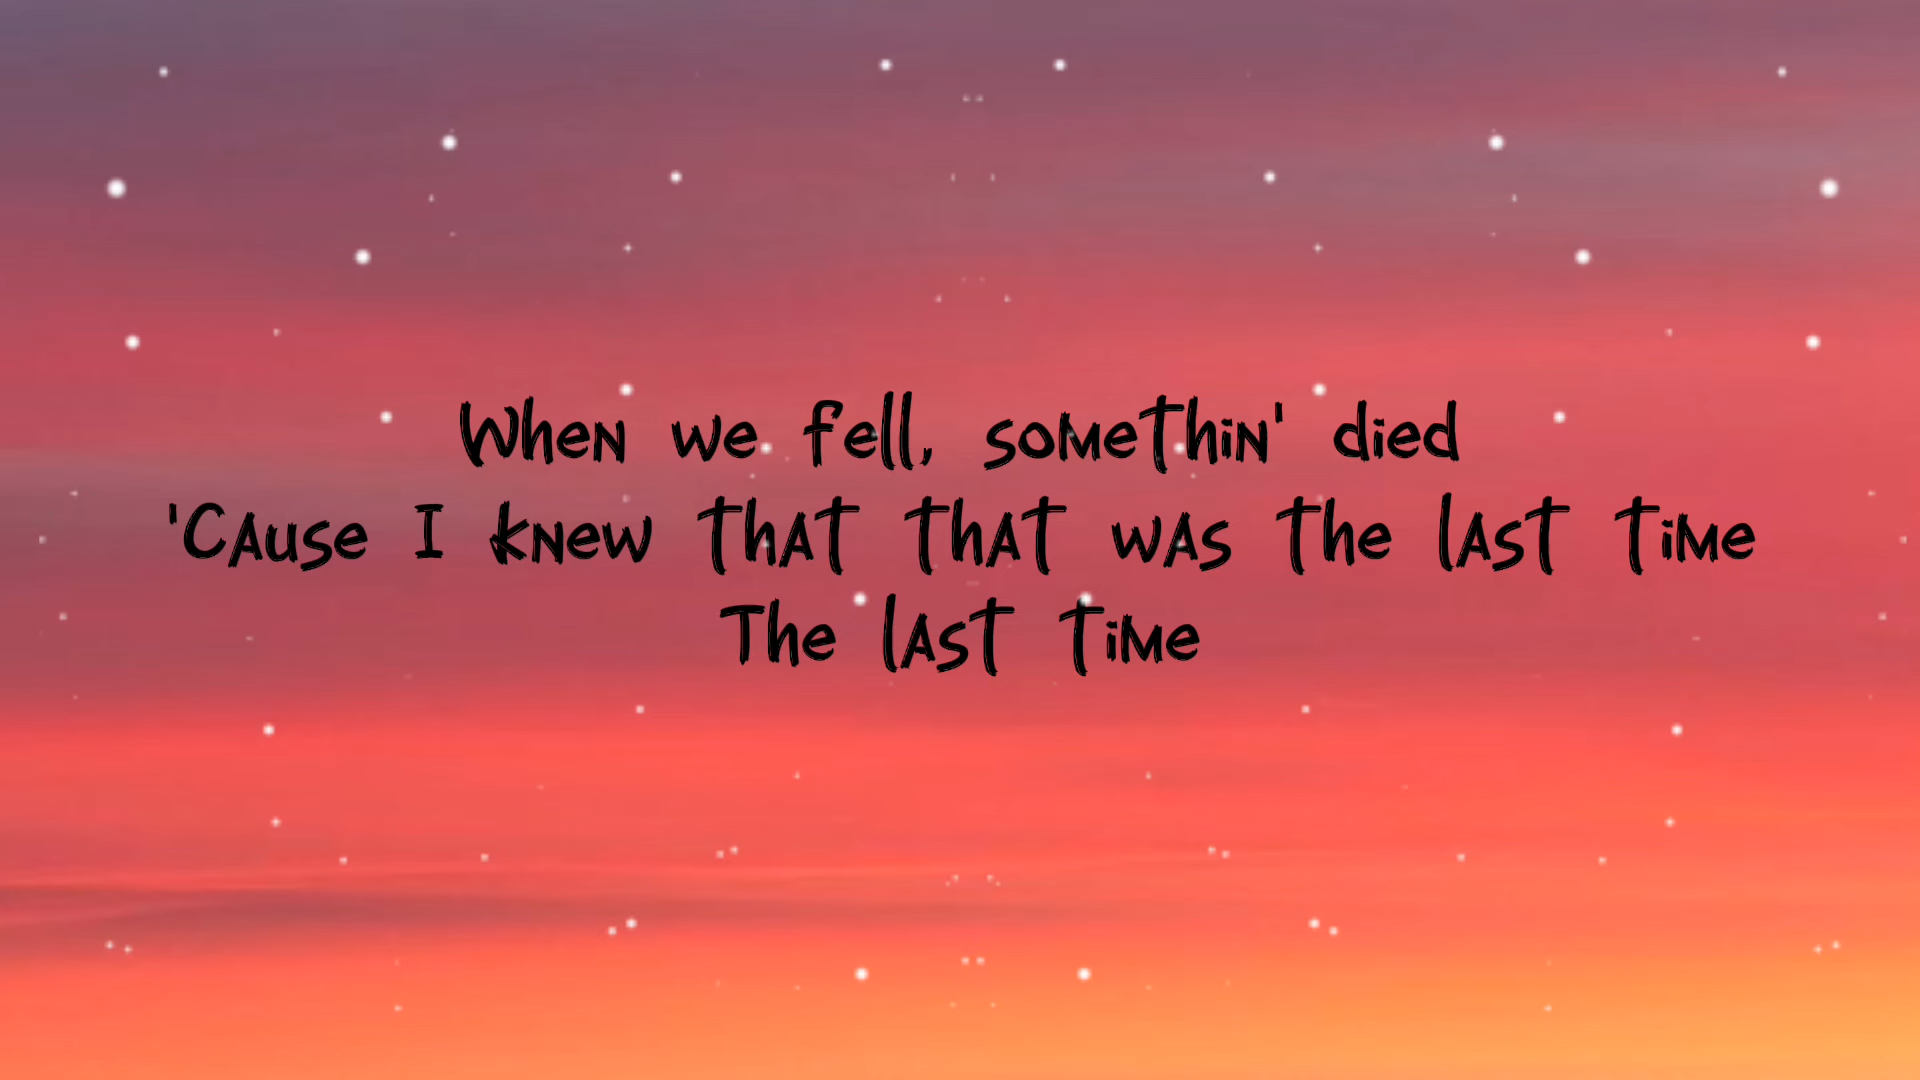 When we fell, somethin' died
'Cause I knew that that was the last time
The last time